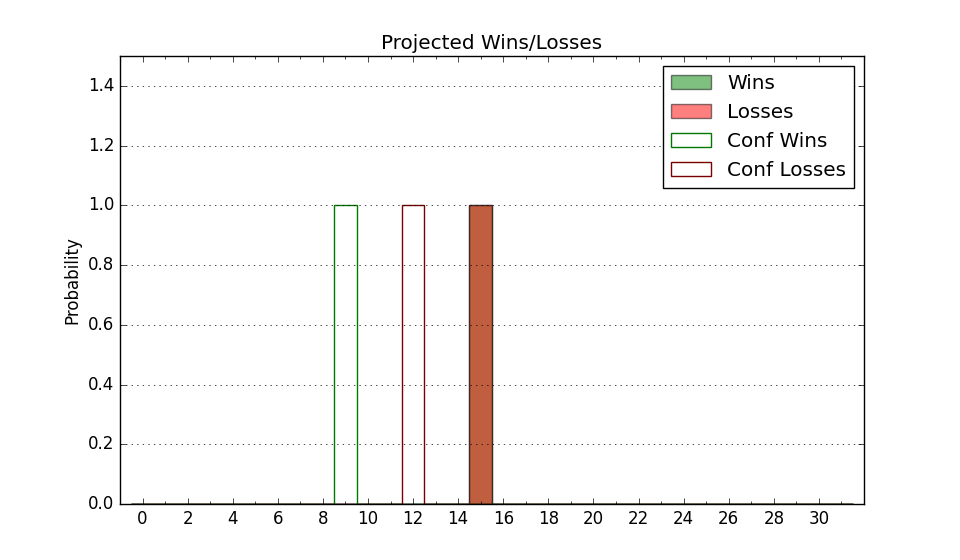 Projected Wins/Losses
Wins
Losses
Conf Wins
Conf Losses
Probability
1.4
1.2
1.0
0.8
0.6
0.4
0.2
0.0
0 2 4 6 8 10 12 14 16 18 20 22 24 26 28 30